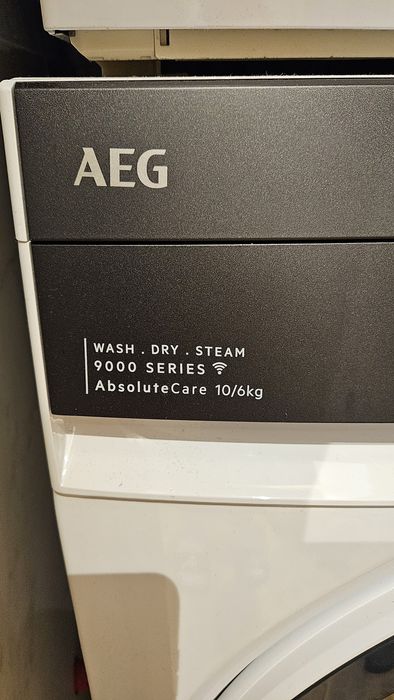 AEG
WASH . DRY . STEAM
9000 SERIES
AbsoluteCare 10/6kg